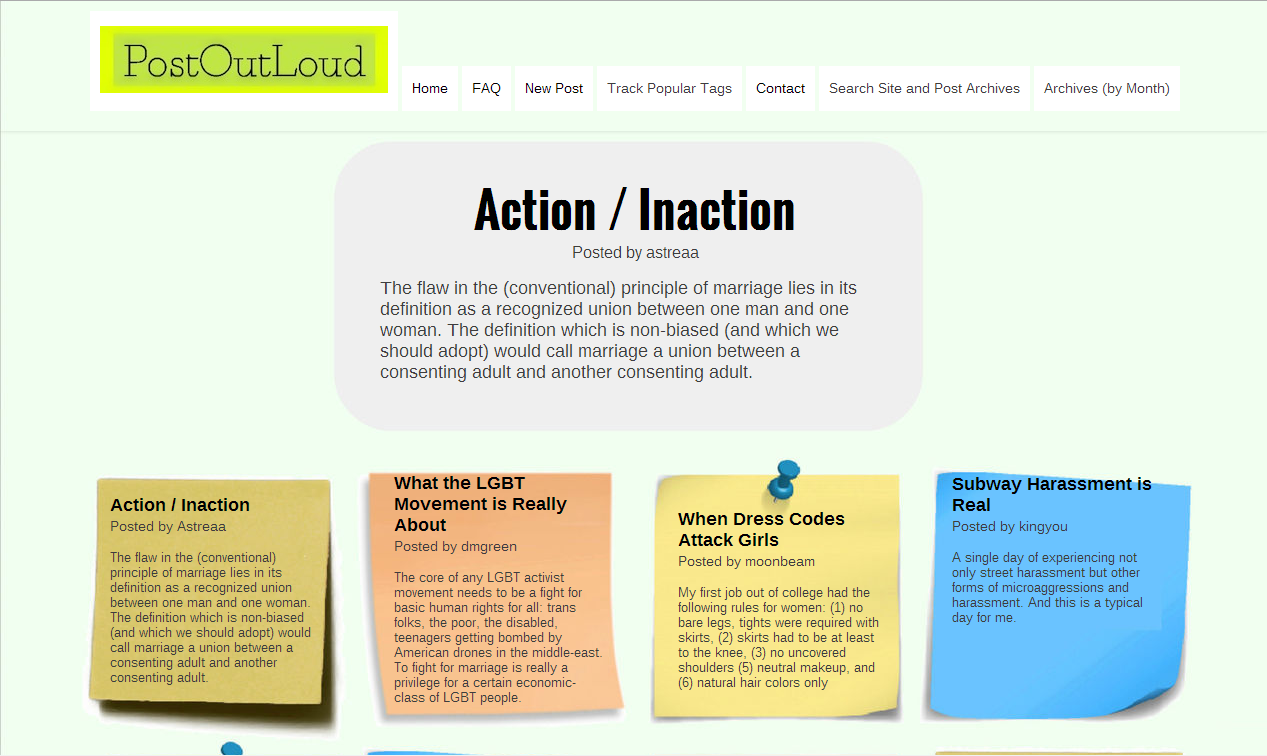 PostOutLoud
Home FAQ New Post Track Popular Tags Contact Search Site and Post Archives Archives (by Month)
Action / Inaction
Posted by astreaa
The flaw in the (conventional) principle of marriage lies in its
definition as a recognized union between one man and one
woman. The definition which is non-biased (and which we
should adopt) would call marriage a union between a
consenting adult and another consenting adult.
Action / Inaction
Posted by Astreaa
The flaw in the (conventional)
principle of marriage lies in its
definition as a recognized union
between one man and one woman.
The definition which is non-biased
(and which we should adopt) would
call marriage a union between a
consenting adult and another
consenting adult.
What the LGBT
Movement is Really
About
Posted by dmgreen
The core of any LGBT activist
movement needs to be a fight for
basic human rights for all: trans
folks, the poor, the disabled,
teenagers getting bombed by
American drones in the middle-east.
To fight for marriage is really a
privilege for a certain economic-
class of LGBT people.
When Dress Codes
Attack Girls
Posted by moonbeam
My first job out of college had the
following rules for women: (1) no
bare legs, tights were required with
skirts, (2) skirts had to be at least
to the knee, (3) no uncovered
shoulders (5) neutral makeup, and
(6) natural hair colors only
Subway Harassment is
Real
Posted by kingyou
A single day of experiencing not
only street harassment but other
forms of microaggressions and
harassment. And this is a typical
day for me.